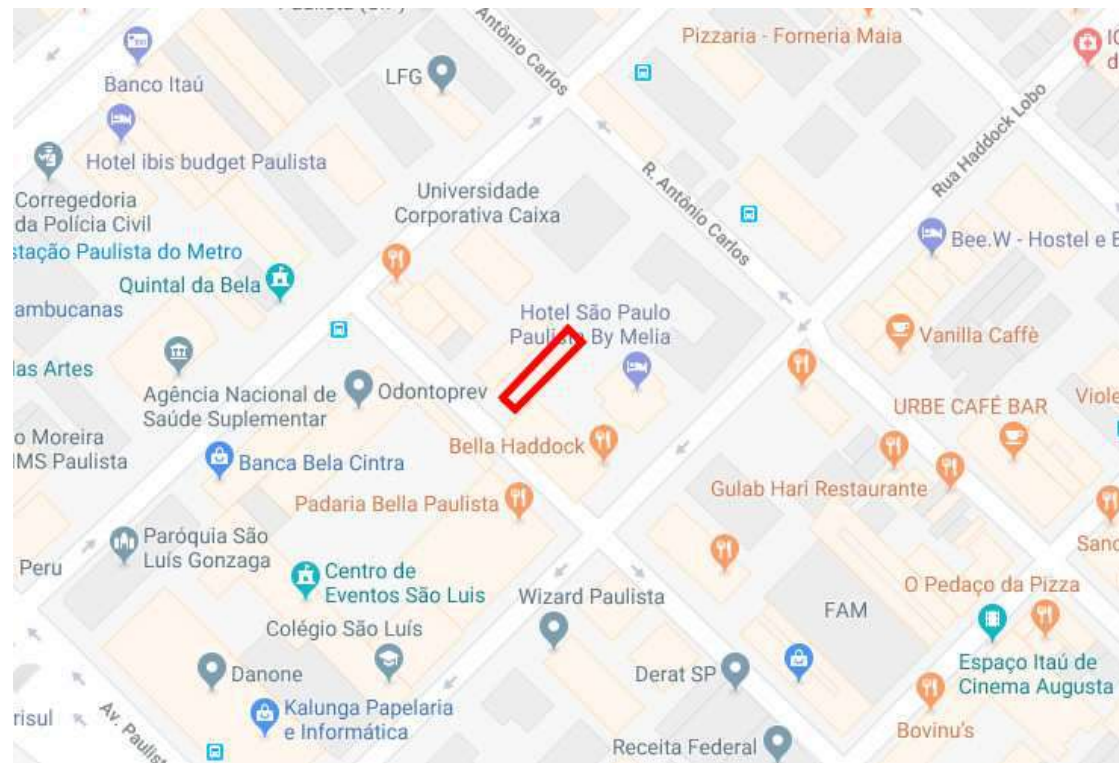 Antônio Carlos
Pizzaria - Forneria Maia
Banco Itaú
LFG
Rua Haddock Lobo
Hotel ibis budget Paulista
Corregedoria
da Polícia Civil
Universidade
Corporativa Caixa
R. Antônio Carlos
stação Paulista do Metro
Bee.W - Hostel e B
Quintal da Bela
ambucanas
Hotel São Paulo
Paulista By Melia
Vanilla Caffè
las Artes
Agência Nacional de
Saúde Suplementar
Odontoprev
URBE CAFÉ BAR
Viole
o Moreira
IMS Paulista
Bella Haddock
Banca Bela Cintra
Gulab Hari Restaurante
Padaria Bella Paulista
Paróquia São
Luís Gonzaga
Sanc
Peru
Centro de
Eventos São Luis
Wizard Paulista
O Pedaço da Pizza
FAM
Colégio São Luís
Danone
Derat SP
Espaço Itaú de
Cinema Augusta
Kalunga Papelaria
e Informática
risul
Av. Paulist
Bovinu's
Receita Federal